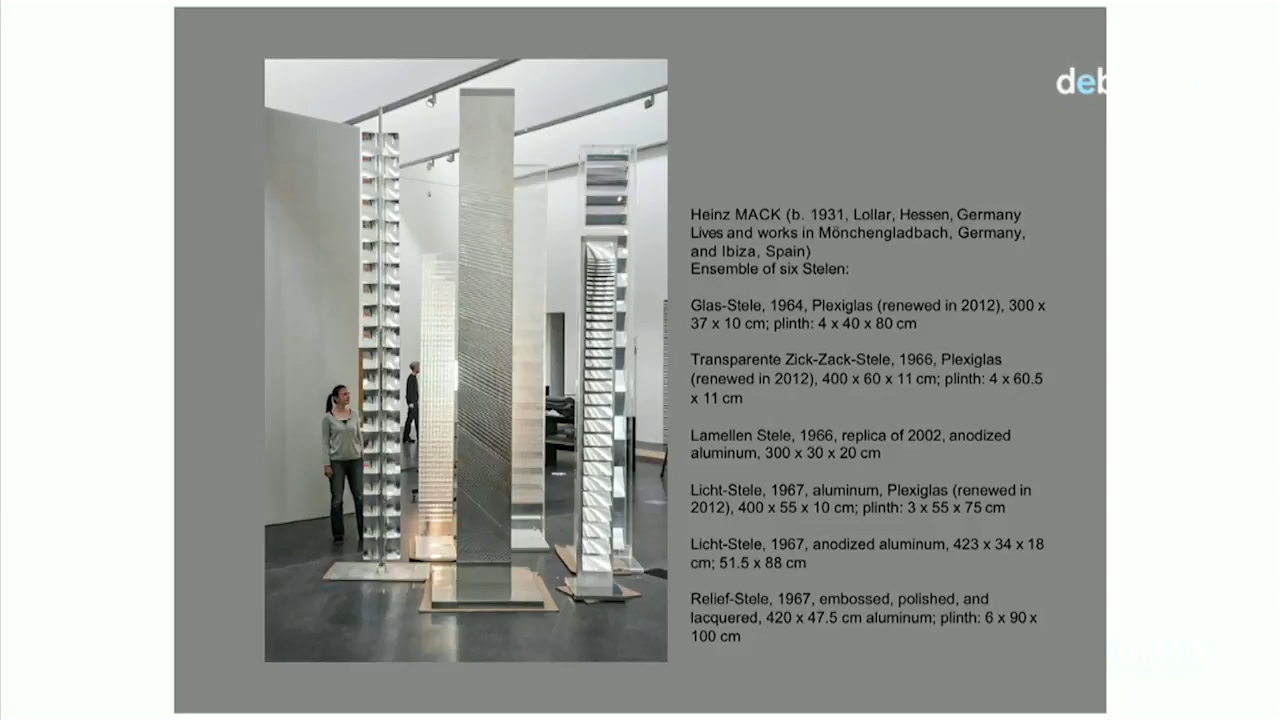 deb
Heinz MACK (b. 1931, Lollar, Hessen, Germany
Lives and works in Mönchengladbach, Germany,
and Ibiza, Spain)
Ensemble of six Stelen:
Glas-Stele, 1964, Plexiglas (renewed in 2012), 300 x
37 x 10 cm; plinth: 4 x 40 x 80 cm
Transparente Zick-Zack-Stele, 1966, Plexiglas
(renewed in 2012), 400 x 60 x 11 cm; plinth: 4 x 60.5
x 11 cm
Lamellen Stele, 1966, replica of 2002, anodized
aluminum, 300 x 30 x 20 cm
Licht-Stele, 1967, aluminum, Plexiglas (renewed in
2012), 400 x 55 x 10 cm; plinth: 3 x 55 x 75 cm
Licht-Stele, 1967, anodized aluminum, 423 x 34 x 18
cm; 51.5 x 88 cm
Relief-Stele, 1967, embossed, polished, and
lacquered, 420 x 47.5 cm aluminum; plinth: 6 x 90 x
100 cm